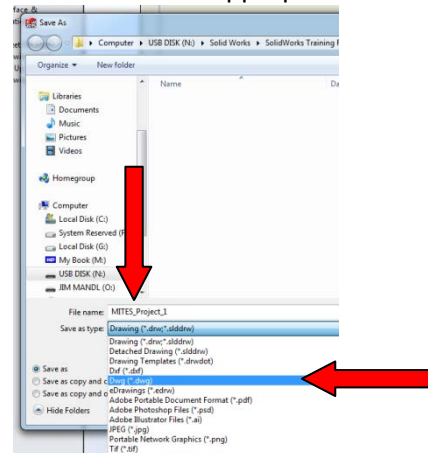 Save As
Computer ▸ USB DISK (N:) ▸ Solid Works ▸ SolidWorks Training
Organize ▾ New folder
Name
Libraries
Documents
Music
Pictures
Videos
Homegroup
Computer
Local Disk (C:)
System Reserved
Local Disk (G:)
My Book (M:)
USB DISK (N:)
JIM MANDL (O:)
File name: MITES_Project_1
Save as type: Drawing (*.drw;*.slddrw)
Drawing (*.drw;*.slddrw)
Detached Drawing (*.slddrw)
Drawing Templates (*.drwdot)
Dxf (*.dxf)
Dwg (*.dwg)
eDrawings (*.edrw)
Adobe Portable Document Format (*.pdf)
Adobe Photoshop Files (*.psd)
Adobe Illustrator Files (*.ai)
JPEG (*.jpg)
Portable Network Graphics (*.png)
Tif (*.tif)
Save as
Save as copy and
Save as copy and
Hide Folders